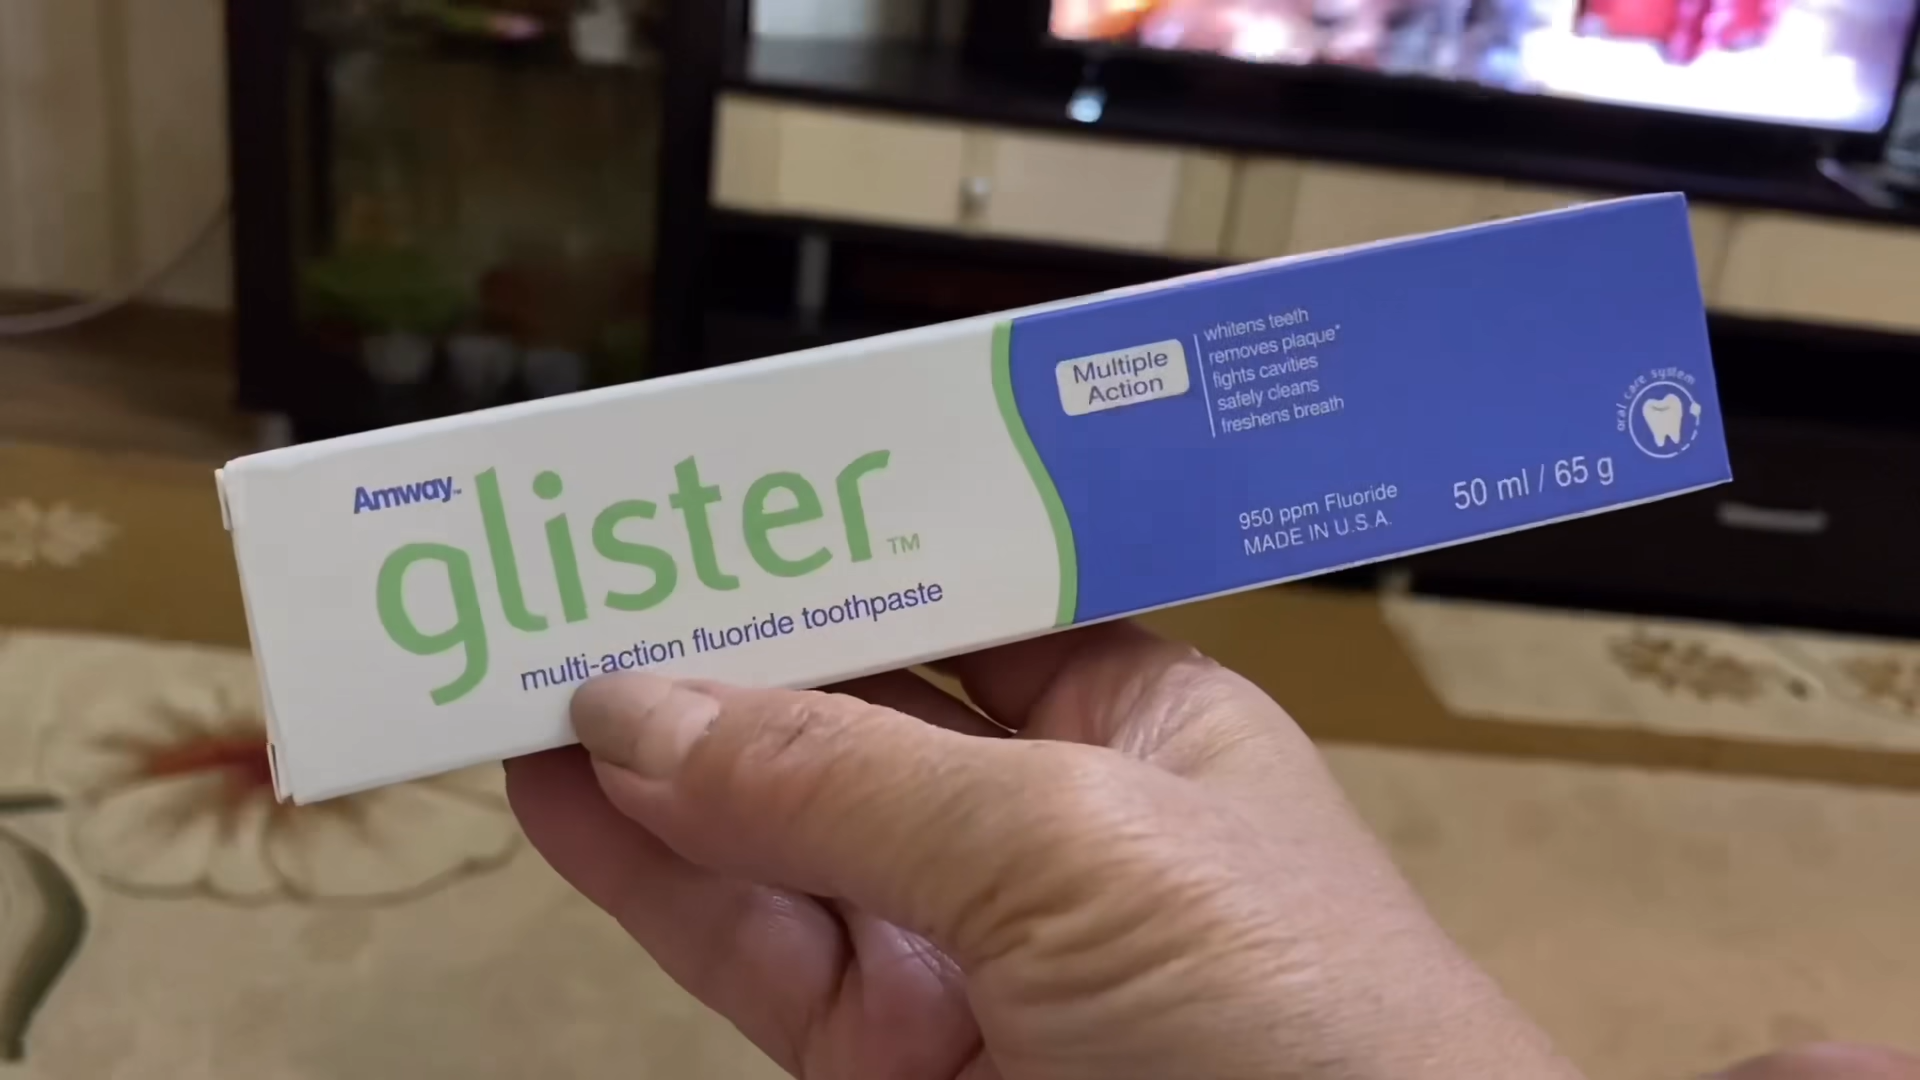 Amway™
glister™
multi-action fluoride toothpaste
Multiple
Action
whitens teeth
removes plaque*
fights cavities
safely cleans
freshens breath
950 ppm Fluoride
MADE IN U.S.A.
50 ml / 65 g
oral care system